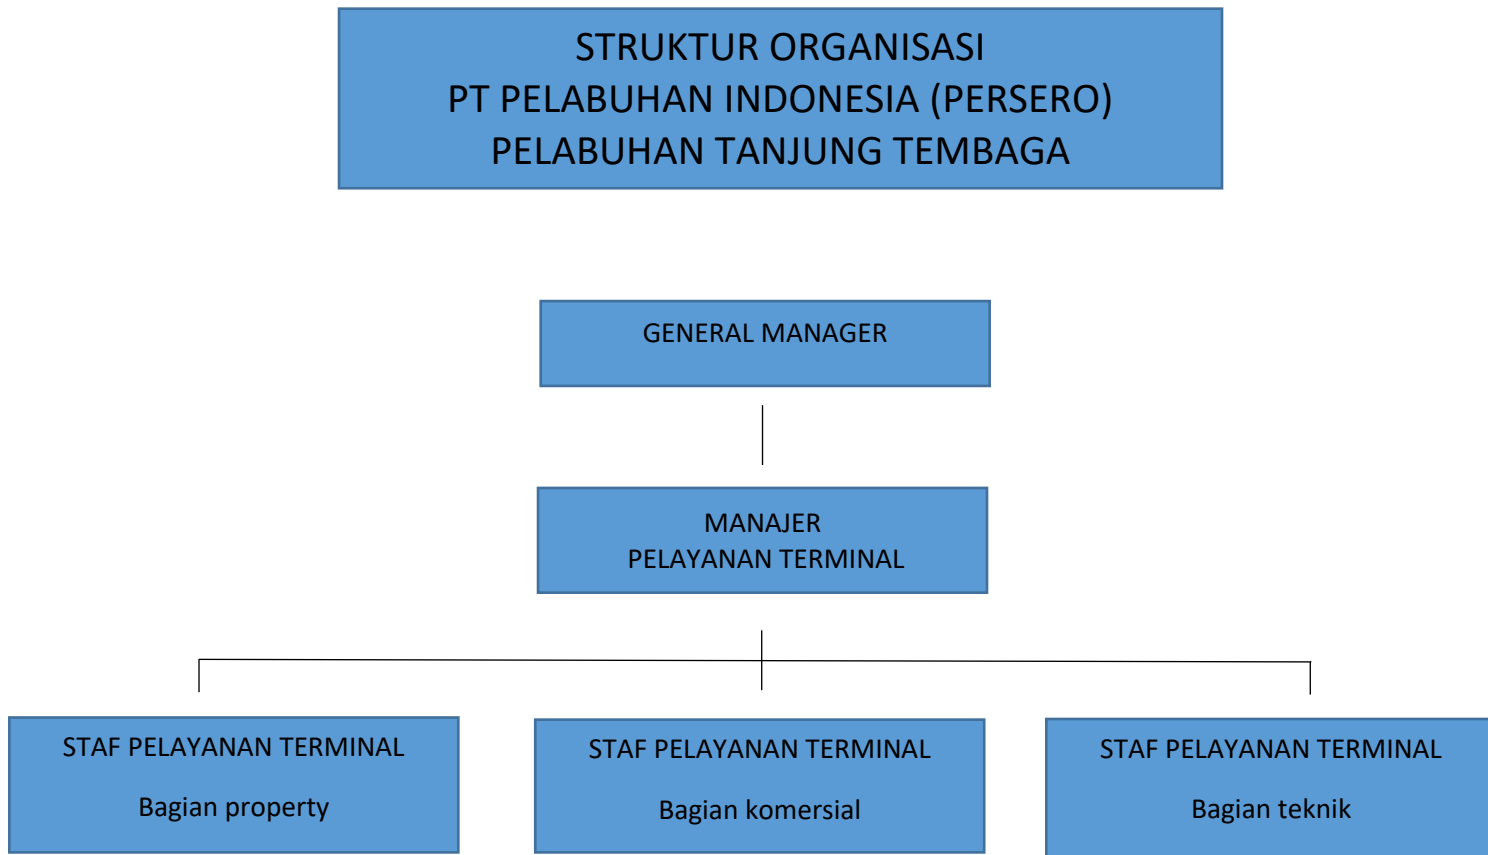 STRUKTUR ORGANISASI
PT PELABUHAN INDONESIA (PERSERO)
PELABUHAN TANJUNG TEMBAGA
GENERAL MANAGER
MANAJER
PELAYANAN TERMINAL
STAF PELAYANAN TERMINAL
Bagian property
STAF PELAYANAN TERMINAL
Bagian komersial
STAF PELAYANAN TERMINAL
Bagian teknik